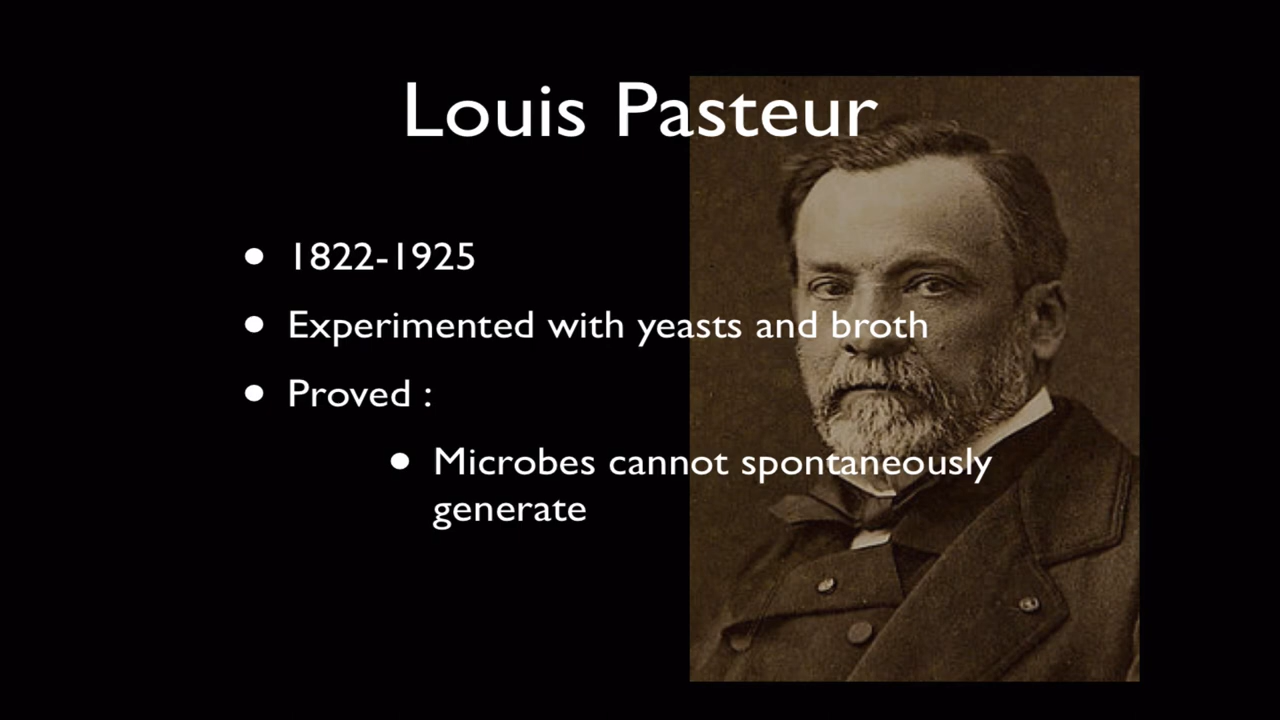 Louis Pasteur
• 1822-1925
• Experimented with yeasts and broth
• Proved :
• Microbes cannot spontaneously
generate